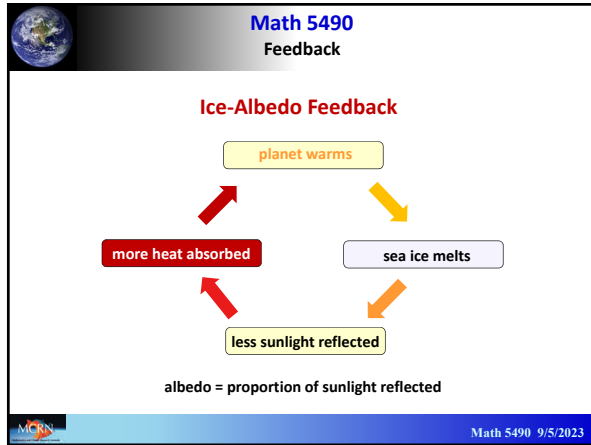 Math 5490
Feedback
Ice-Albedo Feedback
planet warms
more heat absorbed
sea ice melts
less sunlight reflected
albedo = proportion of sunlight reflected
MCRN
Math 5490 9/5/2023